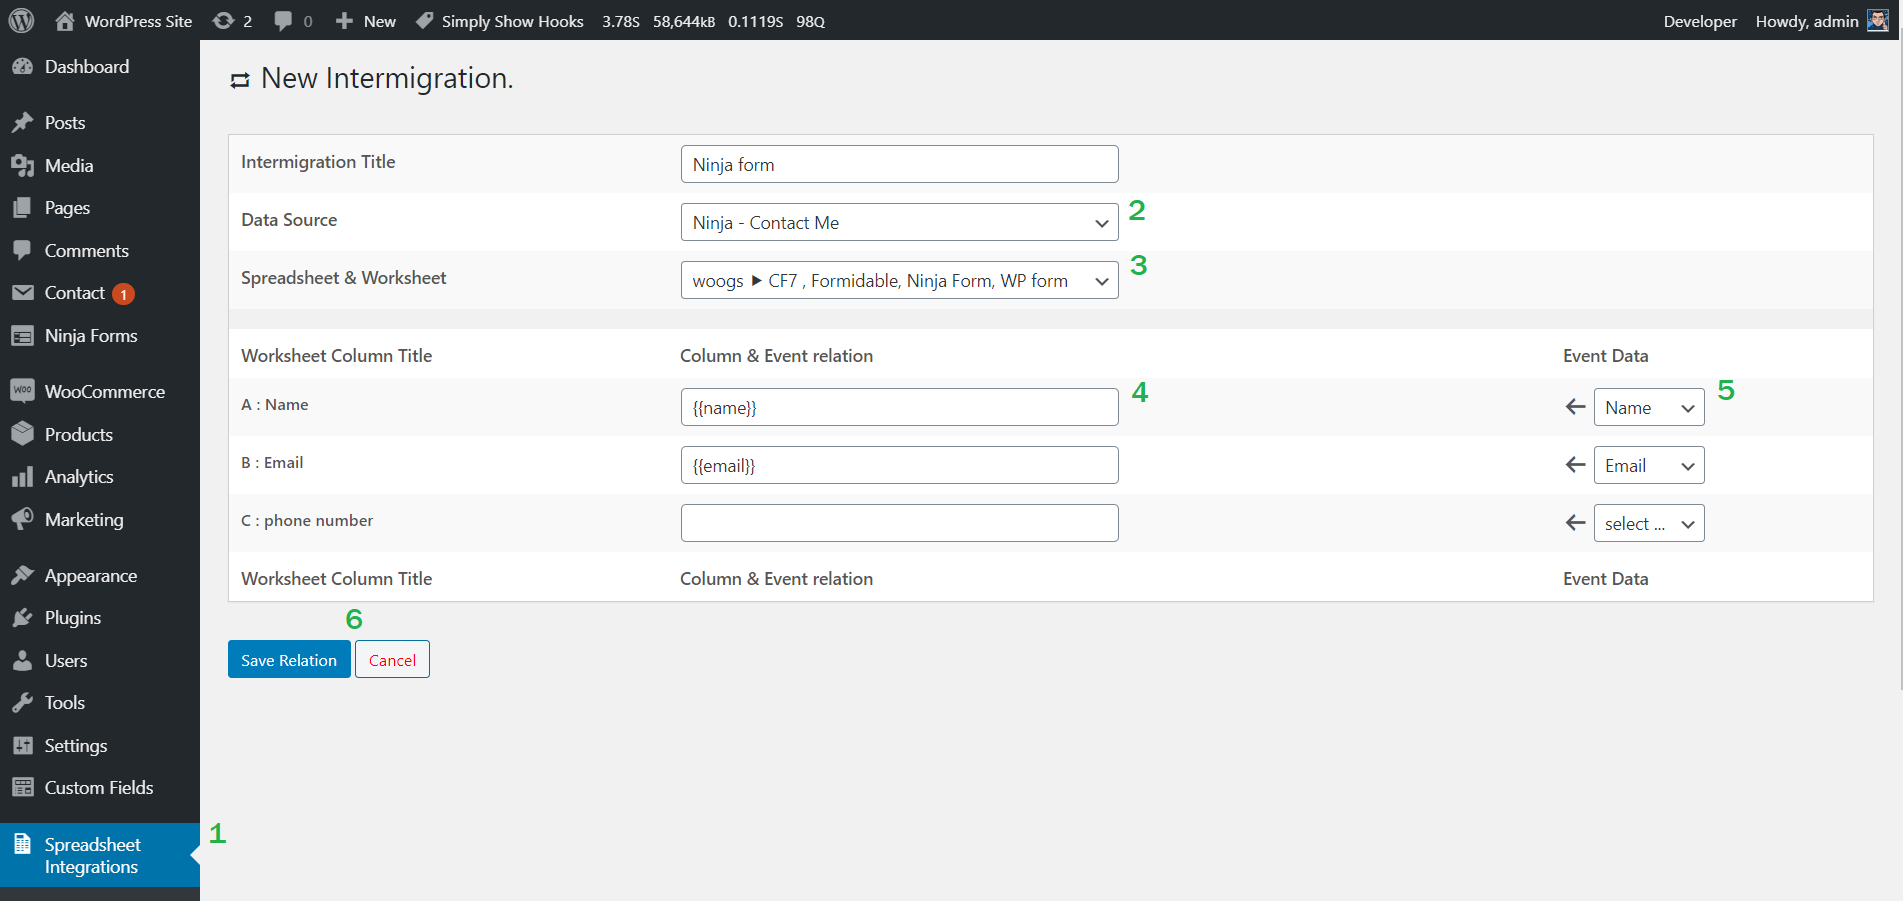 WordPress Site 2 0 New Simply Show Hooks 3.78S 58,644KB 0.1119S 98Q Developer Howdy, admin
Dashboard
Posts
Media
Pages
Comments
Contact 1
Ninja Forms
WooCommerce
Products
Analytics
Marketing
Appearance
Plugins
Users
Tools
Settings
Custom Fields
Spreadsheet
Integrations
1
New Intermigration.
Intermigration Title Ninja form
Data Source Ninja - Contact Me 2
Spreadsheet & Worksheet woogs ▶ CF7 , Formidable, Ninja Form, WP form 3
Worksheet Column Title Column & Event relation Event Data
A : Name {{name}} 4 ← Name 5
B : Email {{email}} ← Email
C : phone number ← select ...
Worksheet Column Title Column & Event relation Event Data
6
Save Relation Cancel